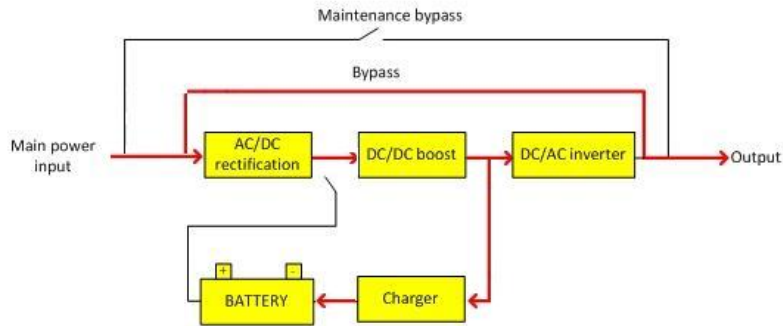 Maintenance bypass
Bypass
Main power
input
AC/DC
rectification
DC/DC boost
DC/AC inverter
Output
+
-
BATTERY
Charger